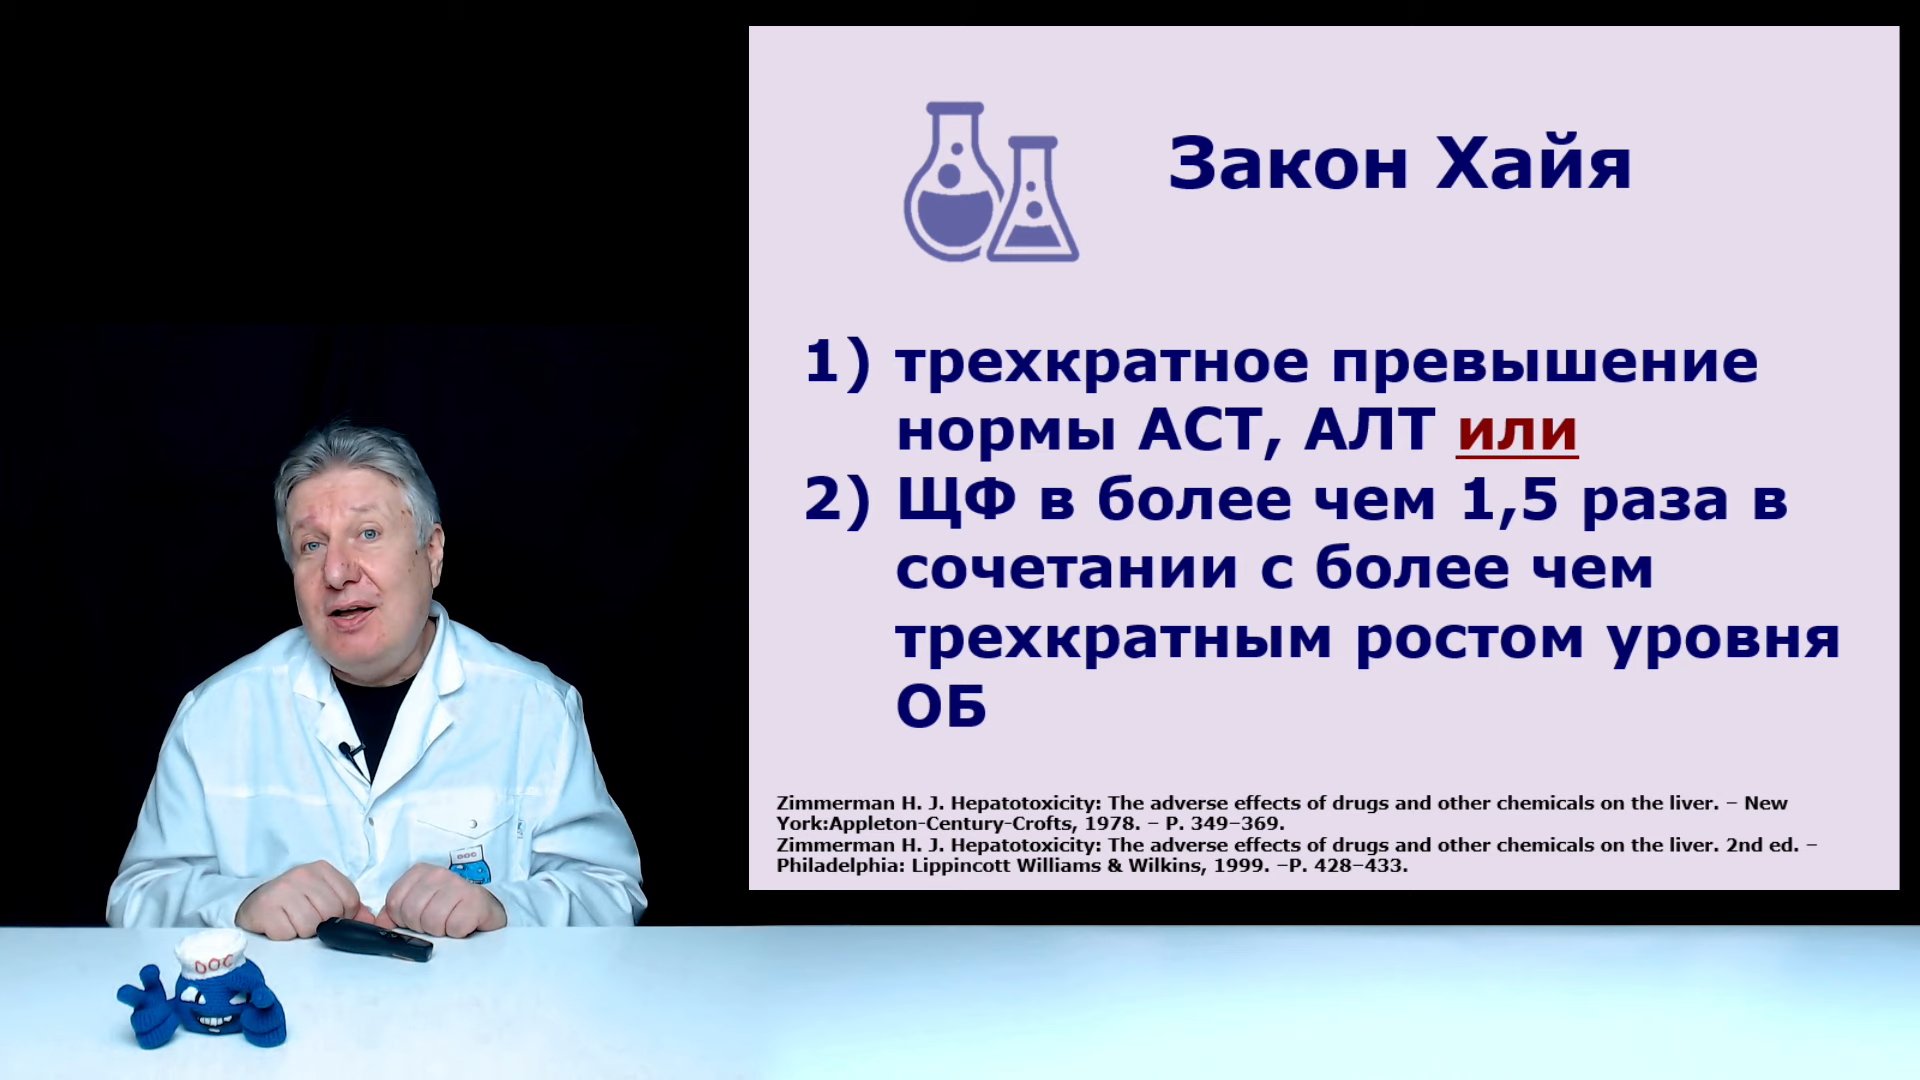 Закон Хайя
1) трехкратное превышение
нормы АСТ, АЛТ или
2) ЩФ в более чем 1,5 раза в
сочетании с более чем
трехкратным ростом уровня
ОБ
Zimmerman H. J. Hepatotoxicity: The adverse effects of drugs and other chemicals on the liver. – New
York:Appleton-Century-Crofts, 1978. – P. 349–369.
Zimmerman H. J. Hepatotoxicity: The adverse effects of drugs and other chemicals on the liver. 2nd ed. –
Philadelphia: Lippincott Williams & Wilkins, 1999. –P. 428–433.
DOC
DOC